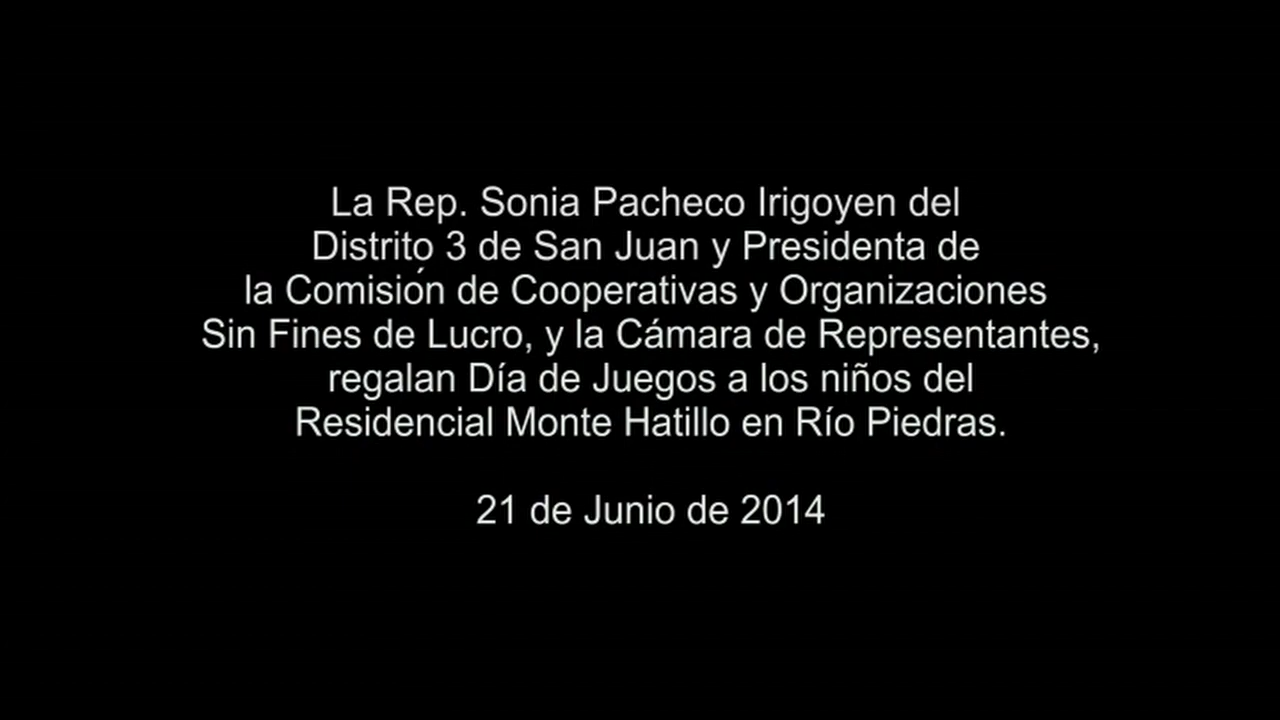 La Rep. Sonia Pacheco Irigoyen del
Distrito 3 de San Juan y Presidenta de
la Comisión de Cooperativas y Organizaciones
Sin Fines de Lucro, y la Cámara de Representantes,
regalan Día de Juegos a los niños del
Residencial Monte Hatillo en Río Piedras.
21 de Junio de 2014